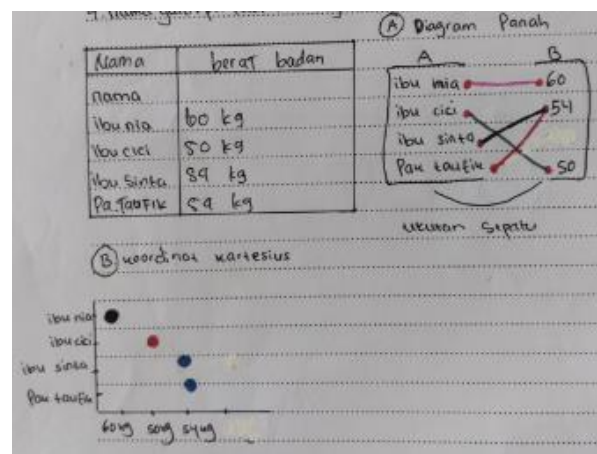 A Diagram Panah
Nama berat badan
nama
ibu nia 60 kg
ibu cici 50 kg
ibu Sinta 54 kg
Pa.Taufik 54 kg
A B
ibu nia 60
ibu cici 54
ibu sinta
Pak taufik 50
ukuran Sepatu
B koordinat kartesius
ibu nia
ibu cici
ibu sinta
Pak taufik
60kg 50kg 54kg